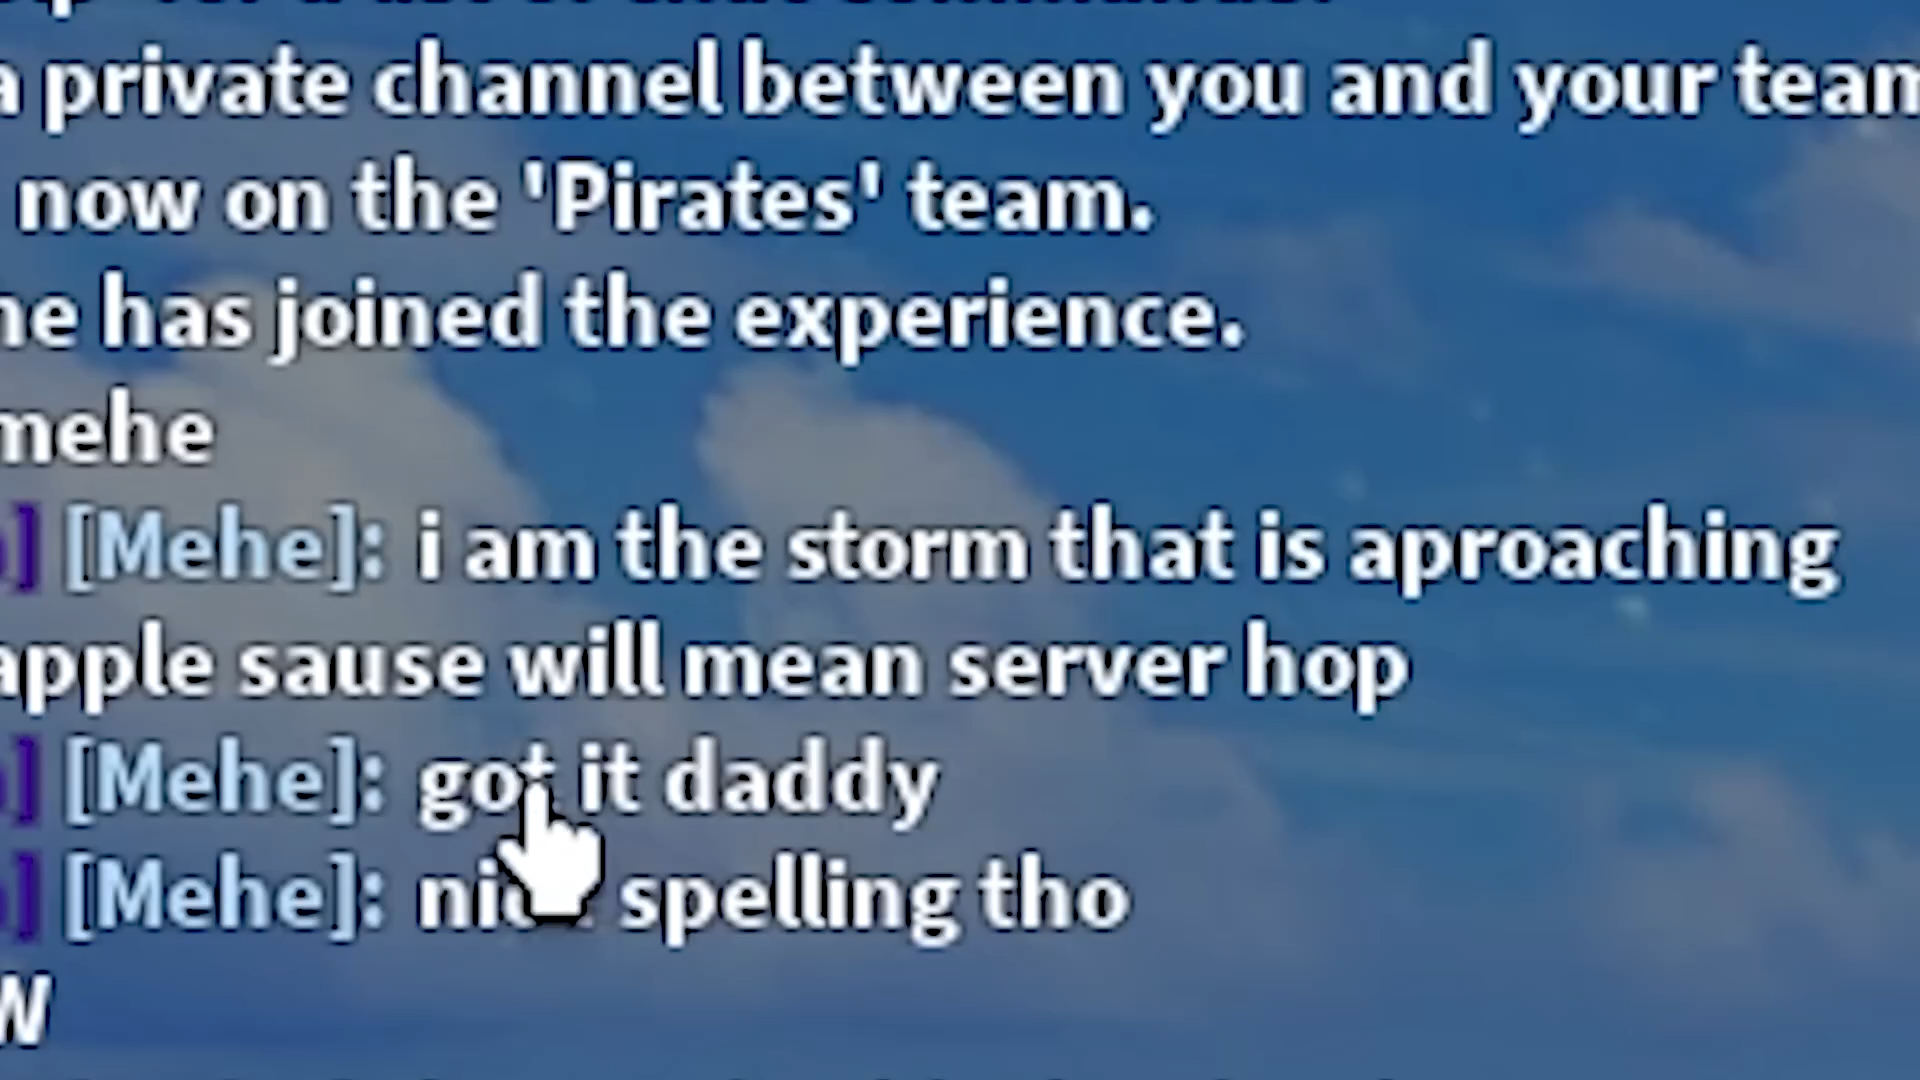 a private channel between you and your team
now on the 'Pirates' team.
has joined the experience.
mehe
[Mehe]: i am the storm that is aproaching
apple sause will mean server hop
[Mehe]: got it daddy
[Mehe]: spelling tho
W